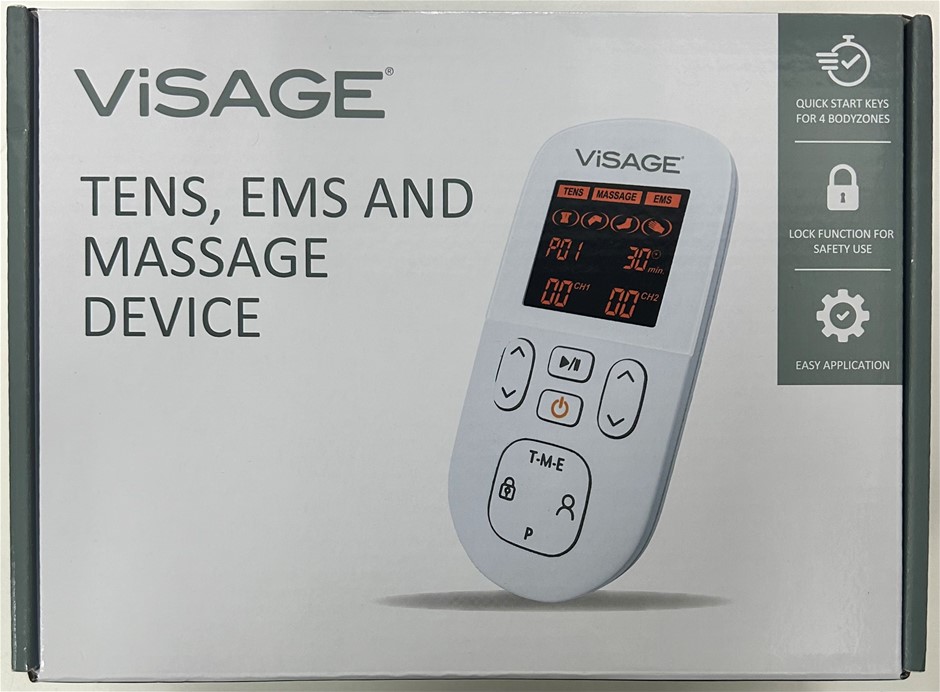 ViSAGE®
TENS, EMS AND
MASSAGE
DEVICE
QUICK START KEYS
FOR 4 BODYZONES
LOCK FUNCTION FOR
SAFETY USE
EASY APPLICATION
ViSAGE®
TENS MASSAGE EMS
P01 30 min.
00 CH1 00 CH2
T-M-E
P